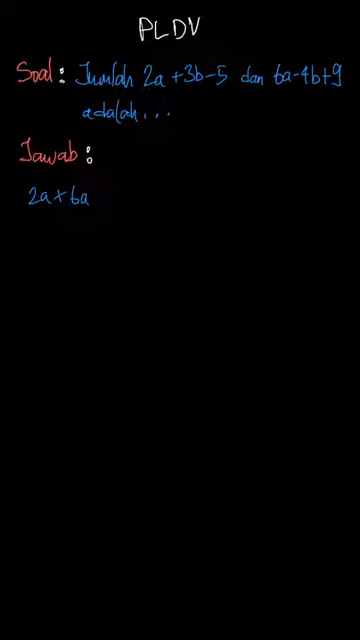 PLDV
Soal: Jumlah 2a + 3b - 5 dan 6a - 4b + 9
adalah...
Jawab:
2a + 6a